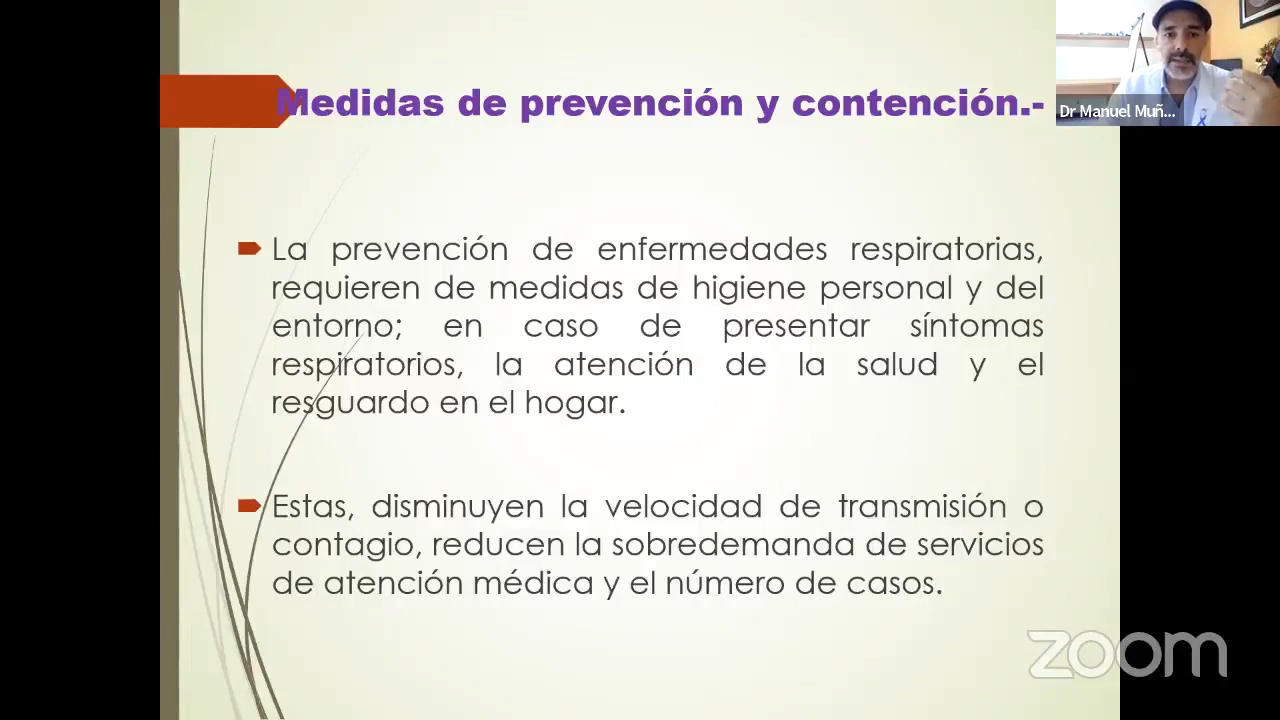 Medidas de prevención y contención.-
Dr Manuel Muñ...
La prevención de enfermedades respiratorias,
requieren de medidas de higiene personal y del
entorno; en caso de presentar síntomas
respiratorios, la atención de la salud y el
resguardo en el hogar.
Estas, disminuyen la velocidad de transmisión o
contagio, reducen la sobredemanda de servicios
de atención médica y el número de casos.
zoom